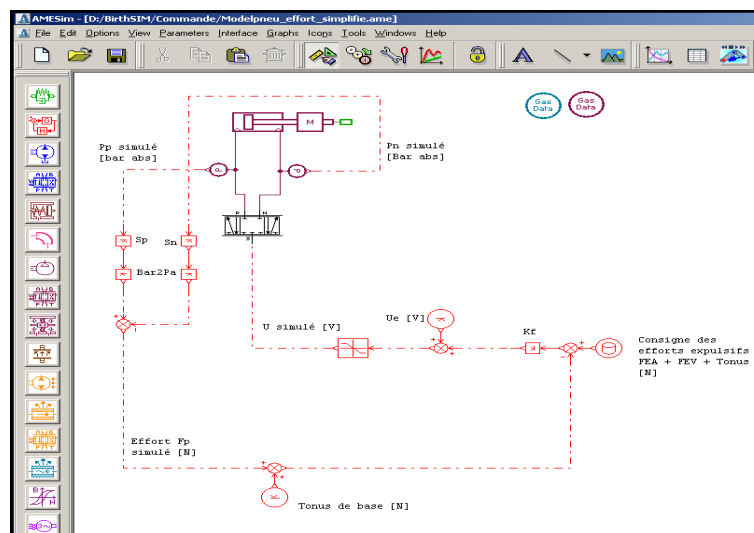 AMESim - [D:/BirthSIM/Commande/Modelpneu_effort_simplifie.ame]
File Edit Options View Parameters Interface Graphs Icons Tools Windows Help
Gas Data
Gas Data
Pp simulé
[bar abs]
Pn simulé
[Bar abs]
M
P
P
P N
S
Sp
Sn
Bar2Pa
U simulé [V]
Ue [V]
Kf
Consigne des
efforts expulsifs
FEA + FEV + Tonus
[N]
Effort Fp
simulé [N]
Tonus de base [N]